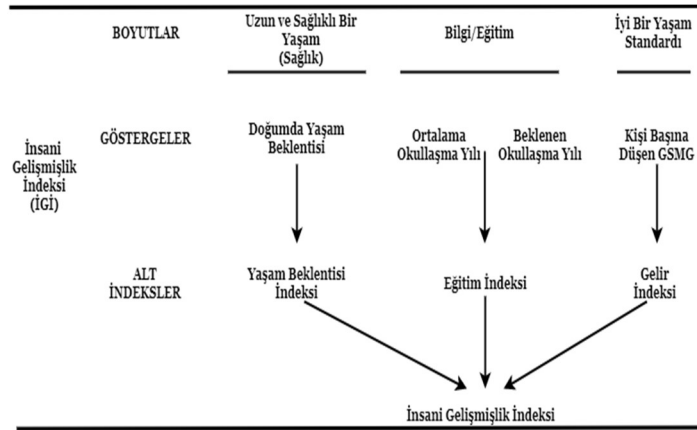 BOYUTLAR
Uzun ve Sağlıklı Bir
Yaşam
(Sağlık)
Bilgi/Eğitim
İyi Bir Yaşam
Standardı
İnsani
Gelişmişlik
İndeksi
(İGİ)
GÖSTERGELER
Doğumda Yaşam
Beklentisi
Ortalama
Okullaşma Yılı
Beklenen
Okullaşma Yılı
Kişi Başına
Düşen GSMG
ALT
İNDEKSLER
Yaşam Beklentisi
İndeksi
Eğitim İndeksi
Gelir
İndeksi
İnsani Gelişmişlik İndeksi